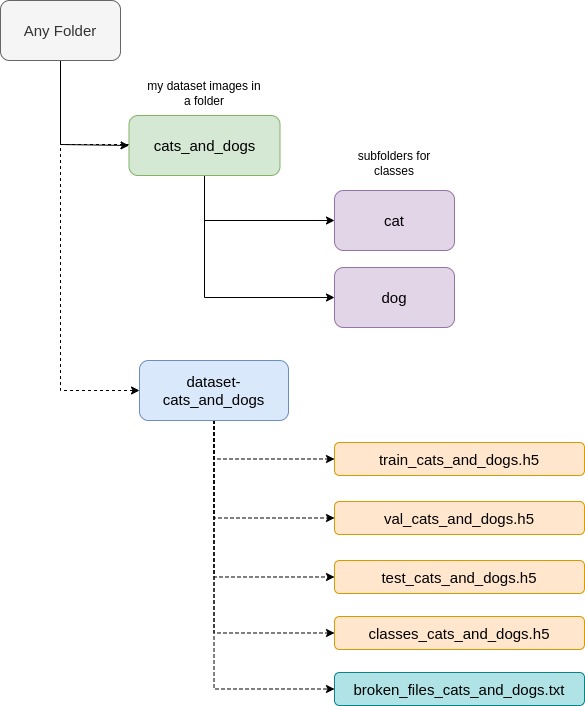 Any Folder
my dataset images in
a folder
cats_and_dogs
subfolders for
classes
cat
dog
dataset-
cats_and_dogs
train_cats_and_dogs.h5
val_cats_and_dogs.h5
test_cats_and_dogs.h5
classes_cats_and_dogs.h5
broken_files_cats_and_dogs.txt